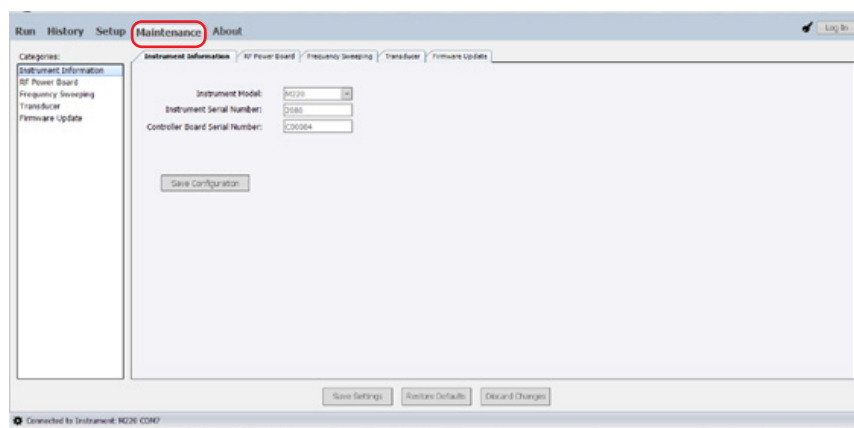 Run History Setup Maintenance About
Log In
Categories:
Instrument Information
RF Power Board
Frequency Sweeping
Transducer
Firmware Update
Instrument Information RF Power Board Frequency Sweeping Transducer Firmware Update
Instrument Model: M220
Instrument Serial Number: 2080
Controller Board Serial Number: C00084
Save Configuration
Save Settings Restore Defaults Discard Changes
Connected to Instrument: M220 COM7